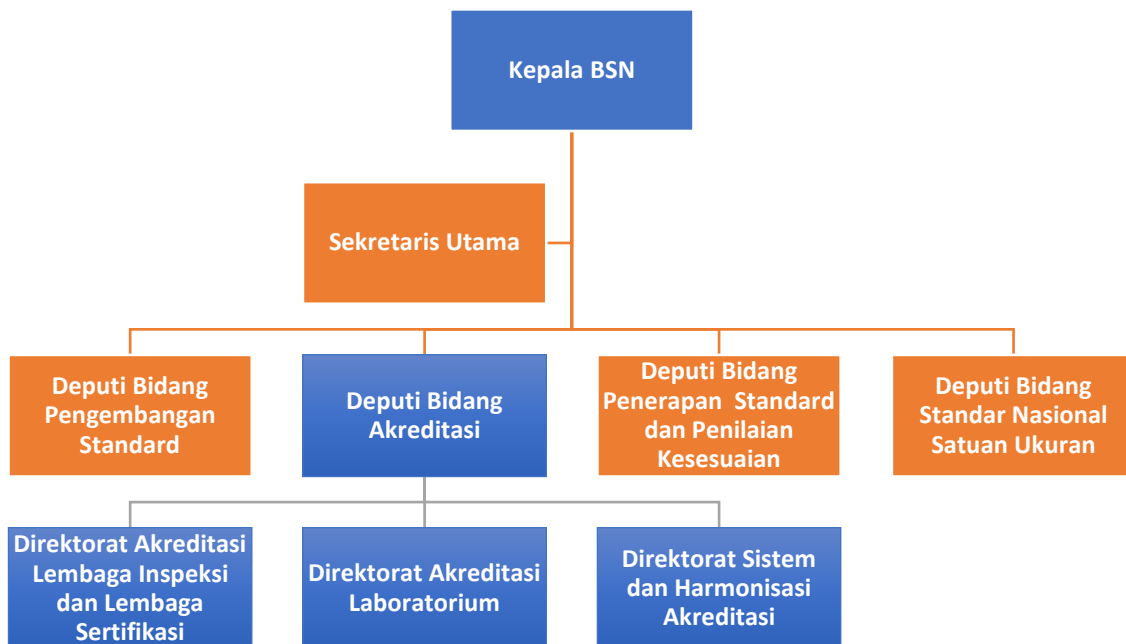 Kepala BSN
Sekretaris Utama
Deputi Bidang
Pengembangan
Standard
Deputi Bidang
Akreditasi
Deputi Bidang
Penerapan  Standard
dan Penilaian
Kesesuaian
Deputi Bidang
Standar Nasional
Satuan Ukuran
Direktorat Akreditasi
Lembaga Inspeksi
dan Lembaga
Sertifikasi
Direktorat Akreditasi
Laboratorium
Direktorat Sistem
dan Harmonisasi
Akreditasi